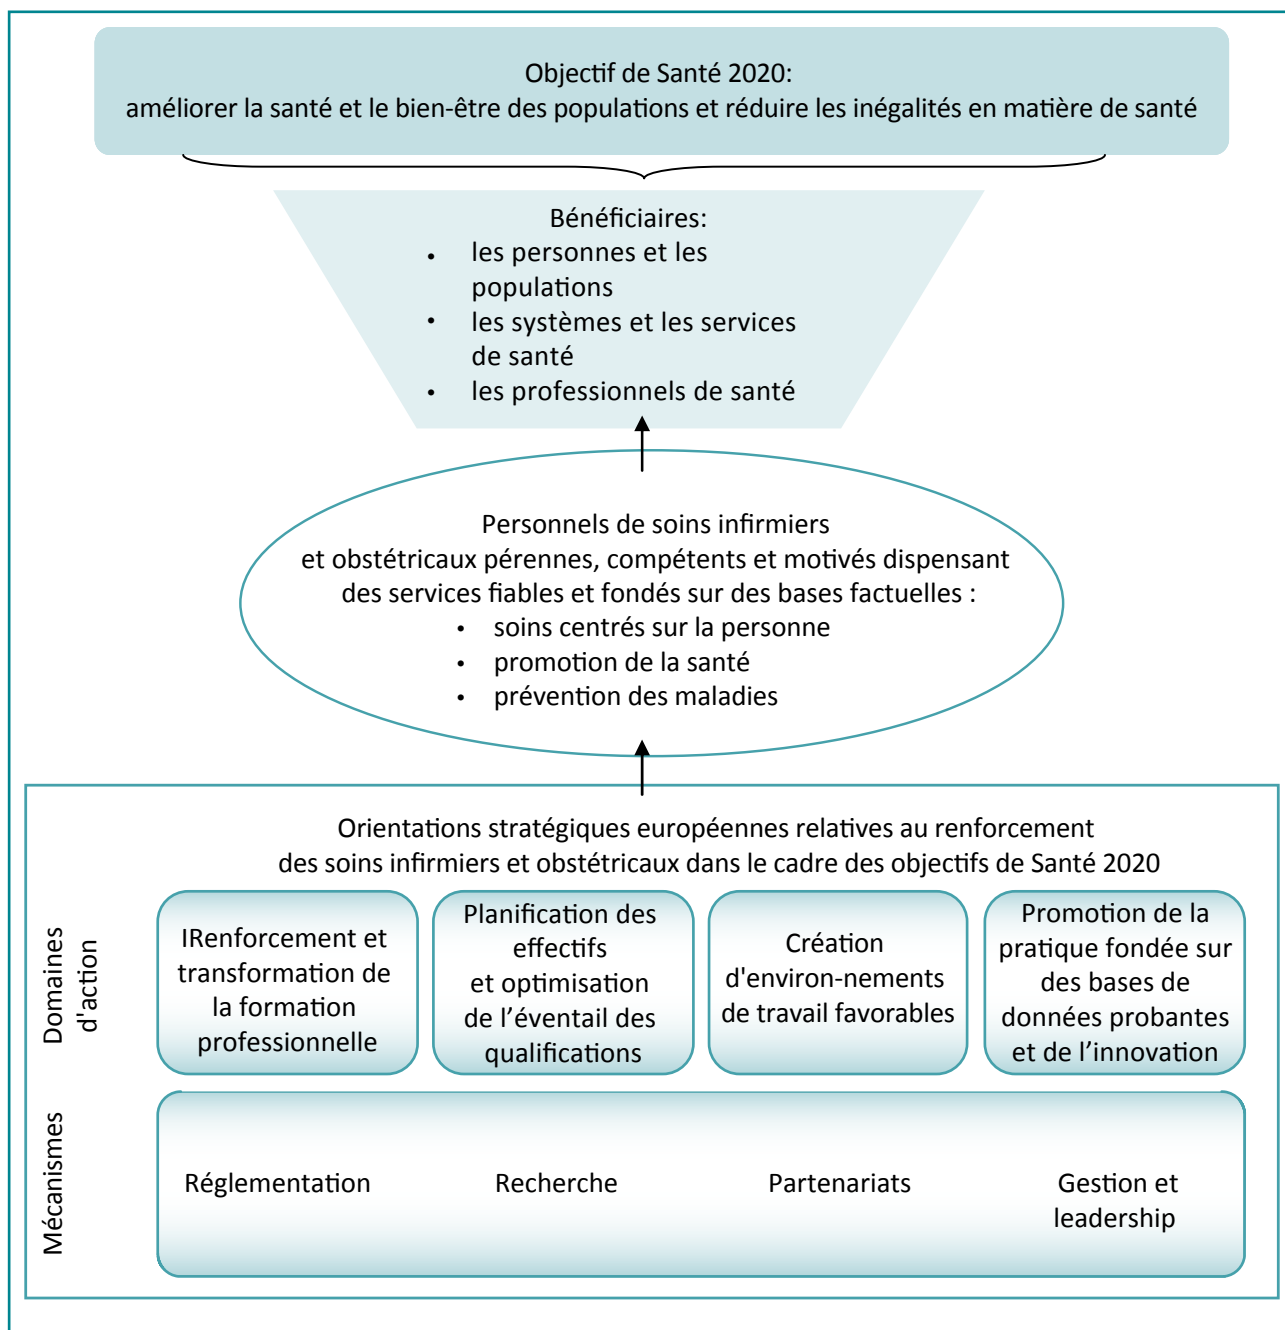 Objectif de Santé 2020:
améliorer la santé et le bien-être des populations et réduire les inégalités en matière de santé
Bénéficiaires:
• les personnes et les
populations
• les systèmes et les services
de santé
• les professionnels de santé
Personnels de soins infirmiers
et obstétricaux pérennes, compétents et motivés dispensant
des services fiables et fondés sur des bases factuelles :
• soins centrés sur la personne
• promotion de la santé
• prévention des maladies
Orientations stratégiques européennes relatives au renforcement
des soins infirmiers et obstétricaux dans le cadre des objectifs de Santé 2020
Domaines
d'action
IRenforcement et
transformation de
la formation
professionnelle
Planification des
effectifs
et optimisation
de l’éventail des
qualifications
Création
d'environ-nements
de travail favorables
Promotion de la
pratique fondée sur
des bases de
données probantes
et de l’innovation
Mécanismes
Réglementation
Recherche
Partenariats
Gestion et
leadership